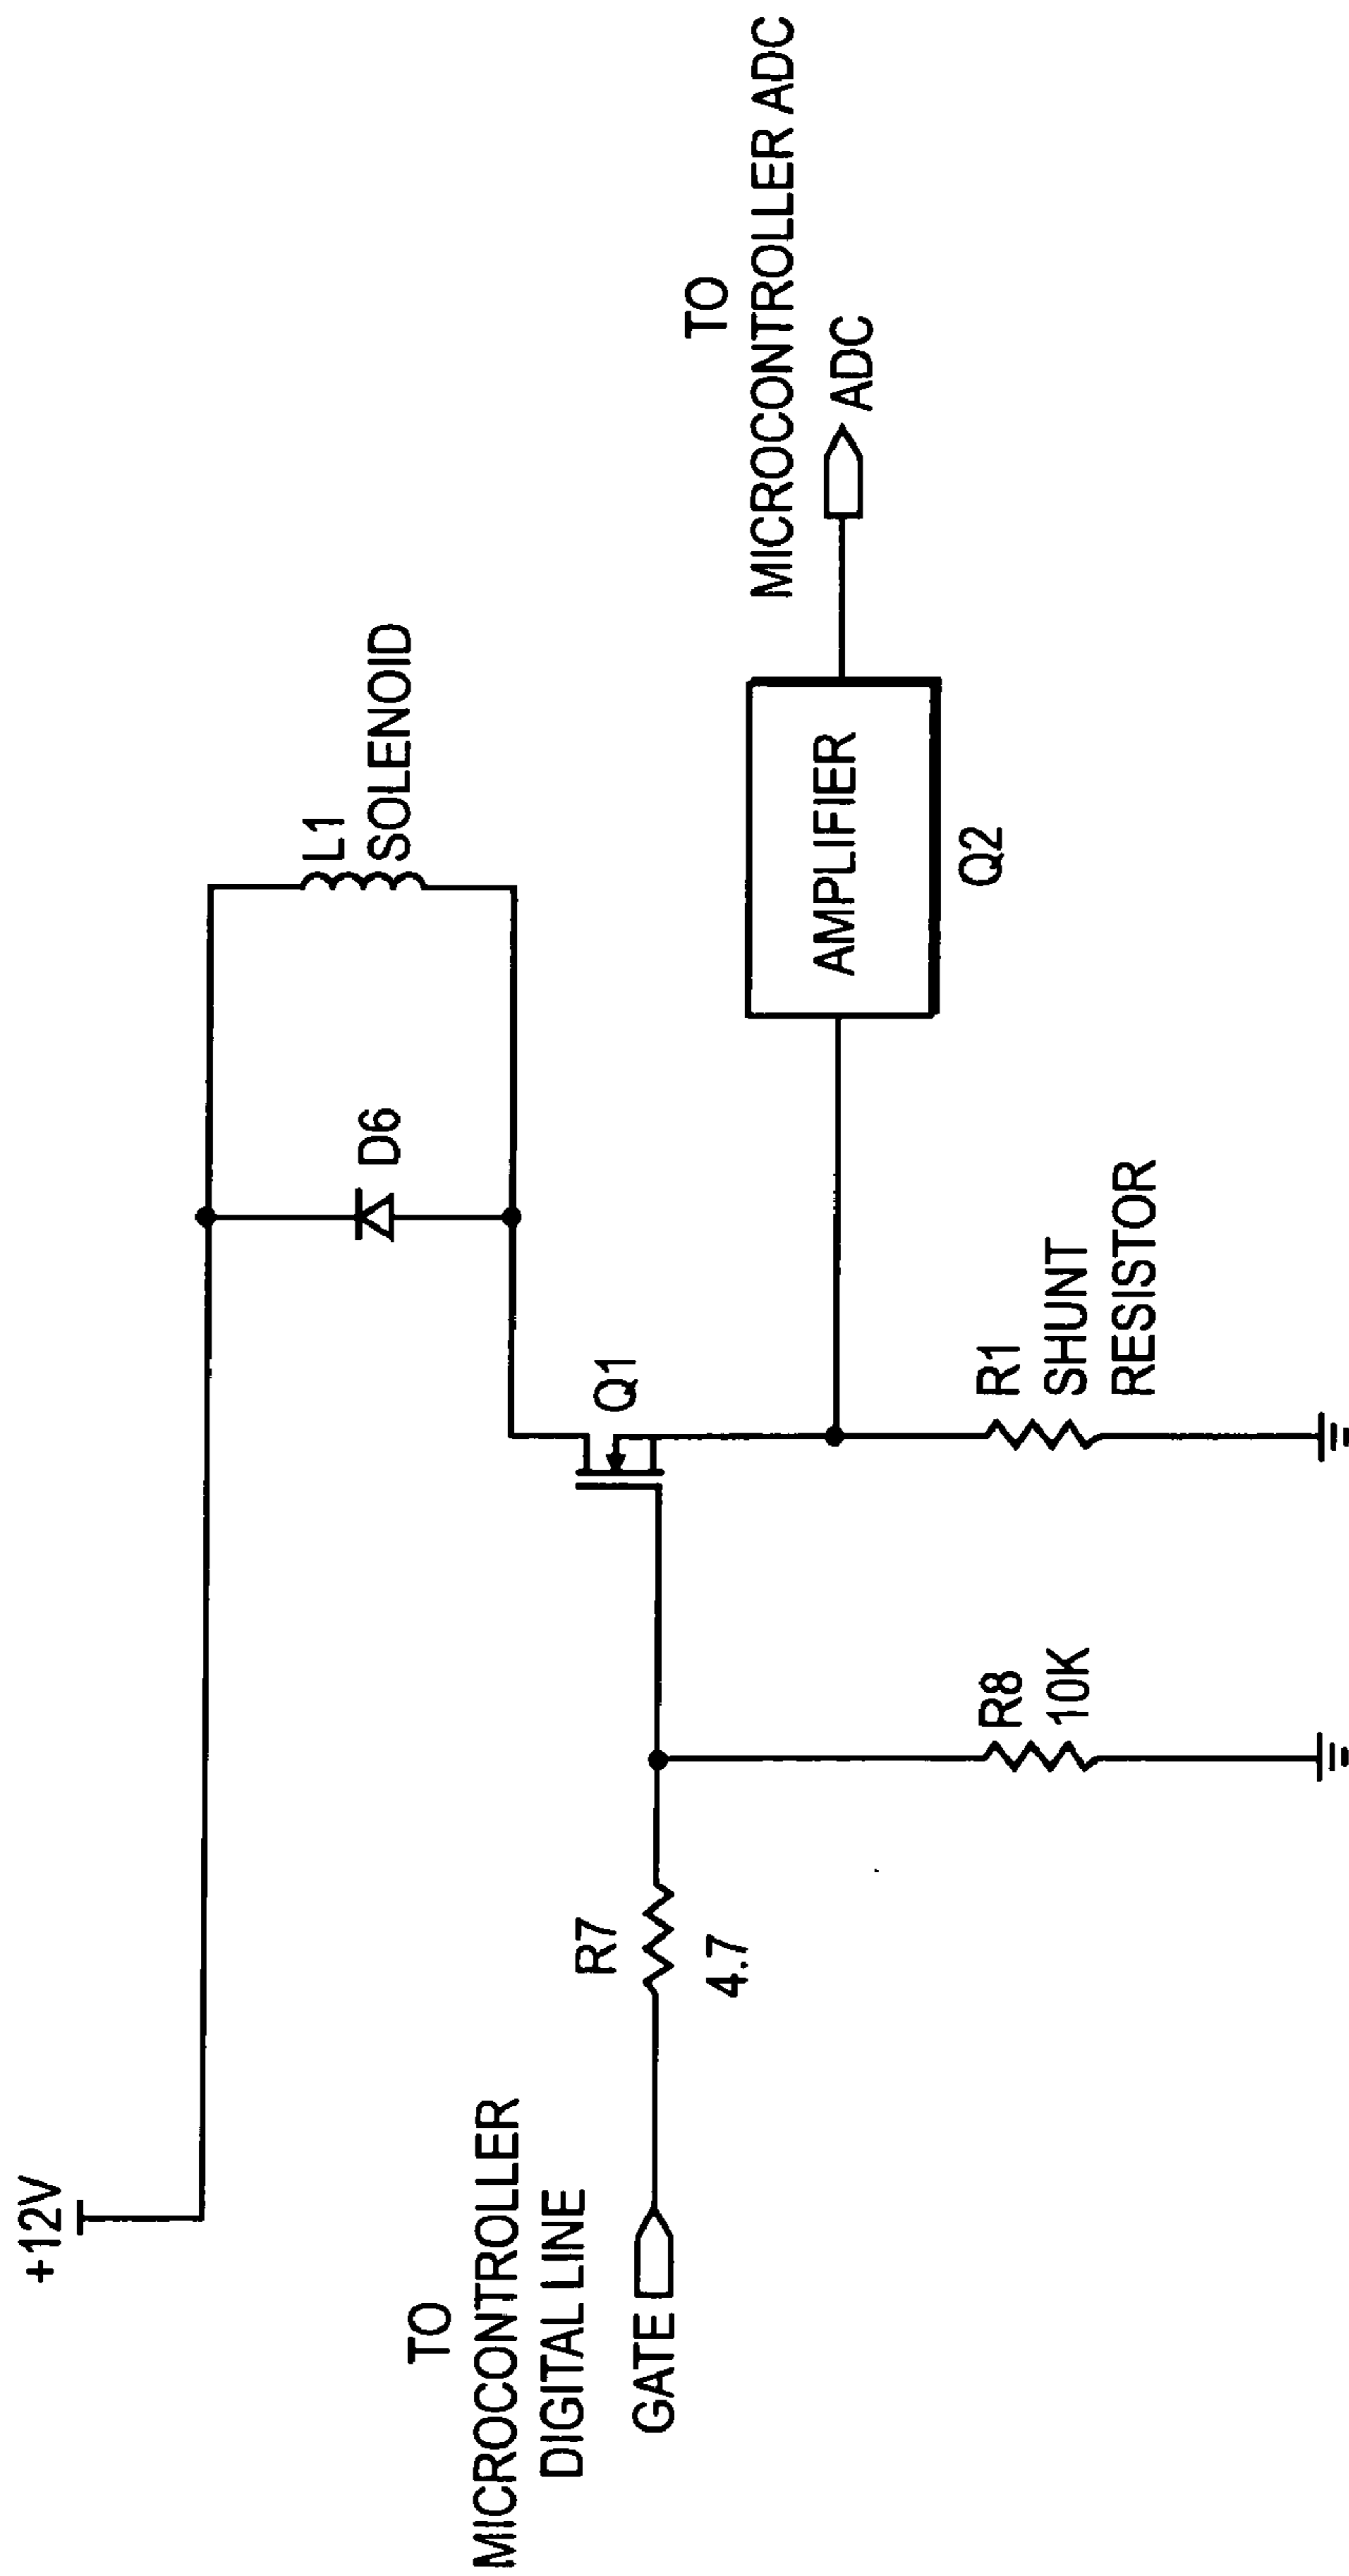 +12V
L1
SOLENOID
D6
TO
MICROCONTROLLER
DIGITAL LINE
GATE
R7
4.7
Q1
R8
10K
R1
SHUNT
RESISTOR
AMPLIFIER
Q2
TO
MICROCONTROLLER ADC
ADC